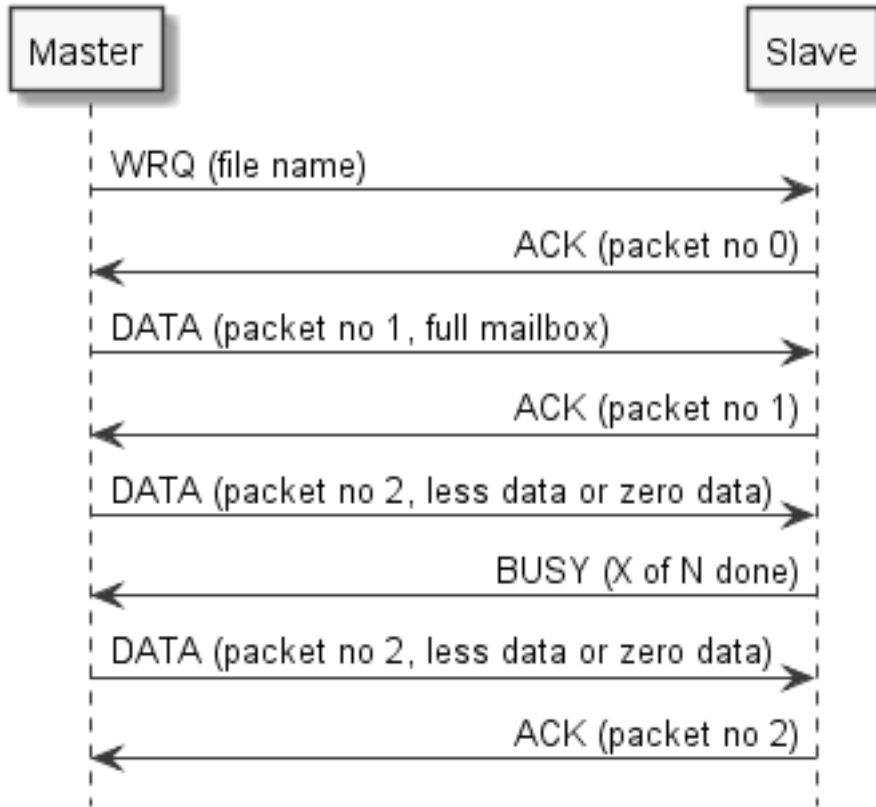 Master
Slave
WRQ (file name)
ACK (packet no 0)
DATA (packet no 1, full mailbox)
ACK (packet no 1)
DATA (packet no 2, less data or zero data)
BUSY (X of N done)
DATA (packet no 2, less data or zero data)
ACK (packet no 2)